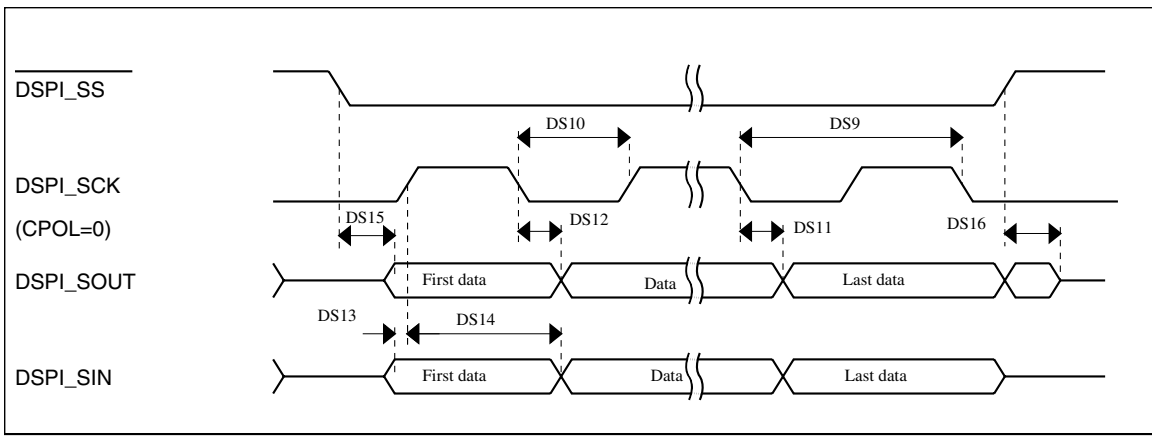 DSPI_SS
DS10
DS9
DSPI_SCK
(CPOL=0)
DS15
DS12
DS11
DS16
DSPI_SOUT
First data
Data
Last data
DS13
DS14
DSPI_SIN
First data
Data
Last data